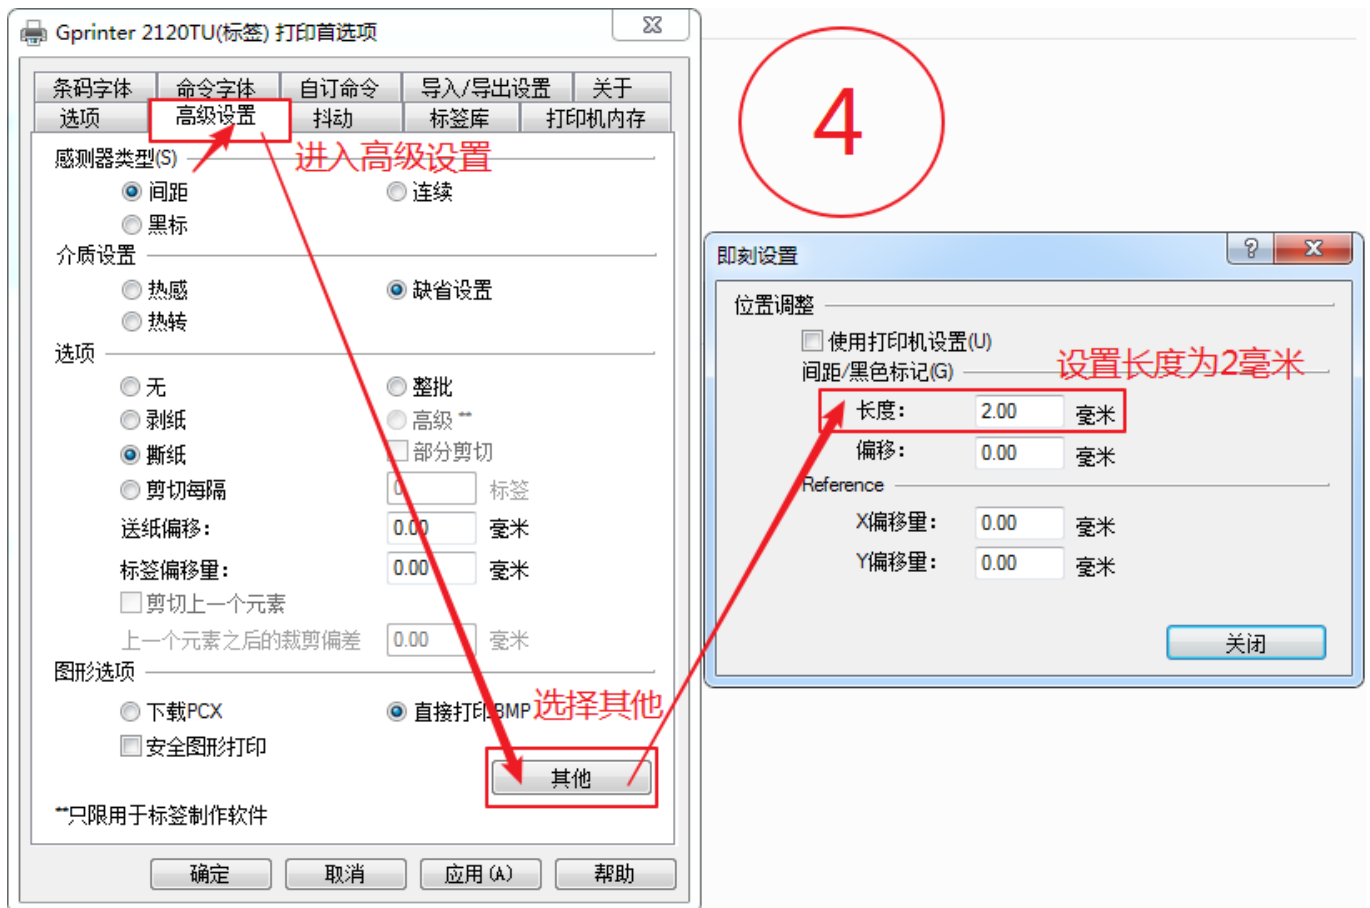 Gprinter 2120TU(标签) 打印首选项
条码字体 命令字体 自订命令 导入/导出设置 关于
选项 高级设置 抖动 标签库 打印机内存
进入高级设置
感测器类型(S)
间距 连续
黑标
介质设置
热感 缺省设置
热转
选项
无 整批
剥纸 高级 **
撕纸 部分剪切
剪切每隔 0 标签
送纸偏移: 0.00 毫米
标签偏移量: 0.00 毫米
剪切上一个元素
上一个元素之后的裁剪偏差 0.00 毫米
图形选项
下载PCX 直接打印BMP
选择其他
安全图形打印
其他
**只限用于标签制作软件
确定 取消 应用(A) 帮助
4
即刻设置
位置调整
使用打印机设置(U)
设置长度为2毫米
间距/黑色标记(G)
长度: 2.00 毫米
偏移: 0.00 毫米
Reference
X偏移量: 0.00 毫米
Y偏移量: 0.00 毫米
关闭